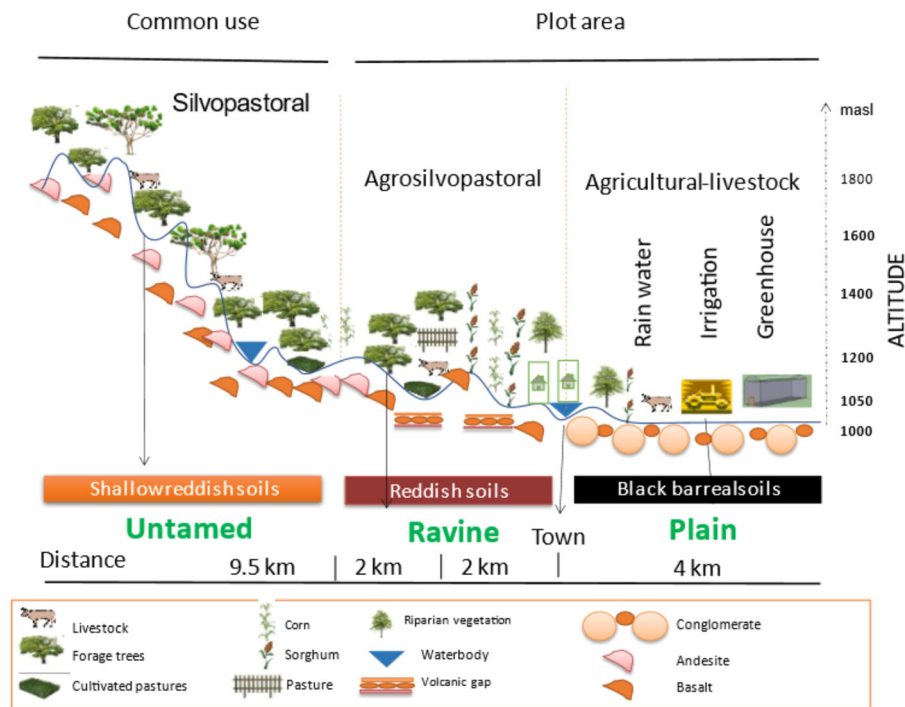 Common use
Plot area
Silvopastoral
masl
Agrosilvopastoral
Agricultural-livestock
1800
1600
1400
1200
1050
1000
ALTITUDE
Rain water
Irrigation
Greenhouse
Shallowreddish soils
Reddish soils
Black barrealsoils
Untamed
Ravine
Town
Plain
Distance
9.5 km
2 km
2 km
4 km
Livestock
Forage trees
Cultivated pastures
Corn
Sorghum
Pasture
Riparian vegetation
Waterbody
Volcanic gap
Conglomerate
Andesite
Basalt